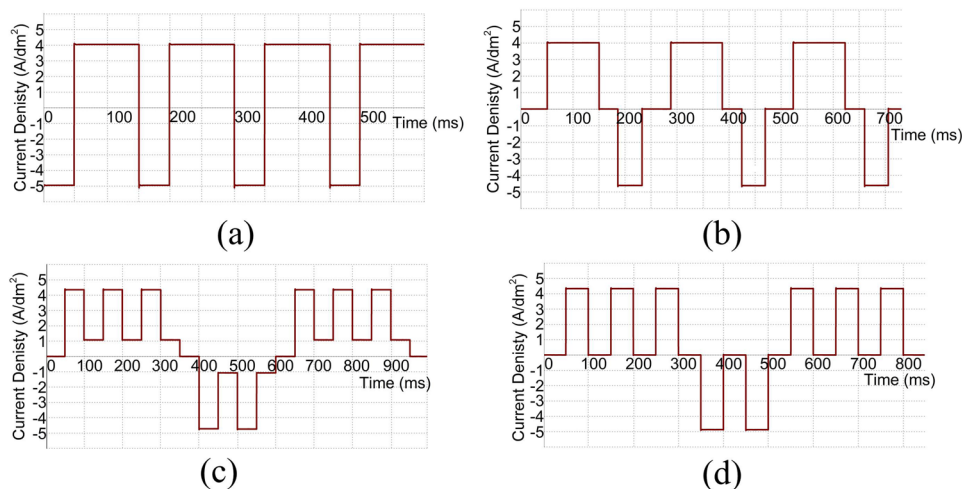 Current Denisty (A/dm²)
5
4
3
2
1
0 100 200 300 400 500
Time (ms)
-1
-2
-3
-4
-5
(a)
Current Denisty (A/dm²)
5
4
3
2
1
0 100 200 300 400 500 600 700
Time (ms)
-1
-2
-3
-4
-5
(b)
Current Denisty (A/dm²)
5
4
3
2
1
0 100 200 300 400 500 600 700 800 900
Time (ms)
-1
-2
-3
-4
-5
(c)
Current Denisty (A/dm²)
5
4
3
2
1
0 100 200 300 400 500 600 700 800
Time (ms)
-1
-2
-3
-4
-5
(d)